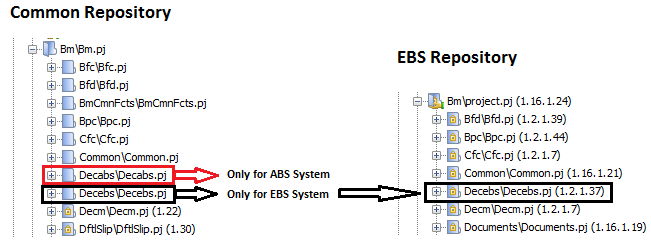 Common Repository
Bm\Bm.pj
Bfc\Bfc.pj
Bfd\Bfd.pj
BmCmnFcts\BmCmnFcts.pj
Bpc\Bpc.pj
Cfc\Cfc.pj
Common\Common.pj
Decabs\Decabs.pj
Only for ABS System
Decebs\Decebs.pj
Only for EBS System
Decm\Decm.pj (1.22)
DftlSlip\DftlSlip.pj (1.30)
EBS Repository
Bm\project.pj (1.16.1.24)
Bfd\Bfd.pj (1.2.1.39)
Bpc\Bpc.pj (1.2.1.44)
Cfc\Cfc.pj (1.2.1.7)
Common\Common.pj (1.16.1.21)
Decebs\Decebs.pj (1.2.1.37)
Decm\Decm.pj (1.2.1.7)
Documents\Documents.pj (1.16.1.19)